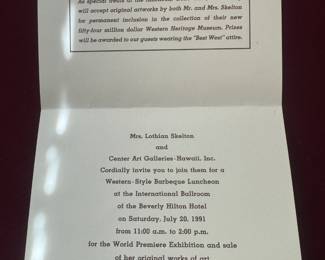 As special treats at the
will accept original artworks by both Mr. and Mrs. Skelton
for permanent inclusion in the collection of their new
fifty-four million dollar Western Heritage Museum. Prizes
will be awarded to our guests wearing the "Best West" attire.
Mrs. Lothian Skelton
and
Center Art Galleries-Hawaii, Inc.
Cordially invite you to join them for a
Western-Style Barbeque Luncheon
at the International Ballroom
of the Beverly Hilton Hotel
on Saturday, July 20, 1991
from 11:00 a.m. to 2:00 p.m.
for the World Premiere Exhibition and sale
of her original works of art